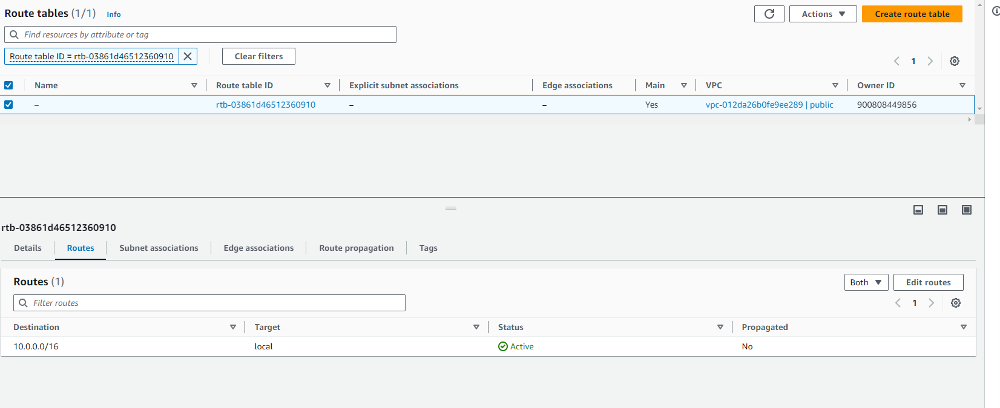 Route tables (1/1) Info
Actions
Create route table
Find resources by attribute or tag
Route table ID = rtb-03861d46512360910
Clear filters
1
Name Route table ID Explicit subnet associations Edge associations Main VPC Owner ID
– rtb-03861d46512360910 – – Yes vpc-012da26b0fe9ee289 | public 900808449856
rtb-03861d46512360910
Details Routes Subnet associations Edge associations Route propagation Tags
Routes (1)
Both
Edit routes
Filter routes
1
Destination Target Status Propagated
10.0.0.0/16 local Active No